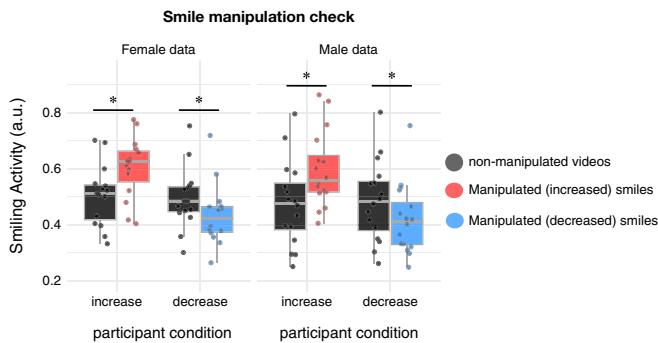 Smile manipulation check
Female data
Male data
Smiling Activity (a.u.)
0.8
0.6
0.4
0.2
*
*
*
*
increase
decrease
increase
decrease
participant condition
participant condition
non-manipulated videos
Manipulated (increased) smiles
Manipulated (decreased) smiles